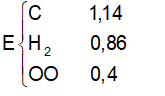 C 1,14
E { H₂ 0,86
OO 0,4